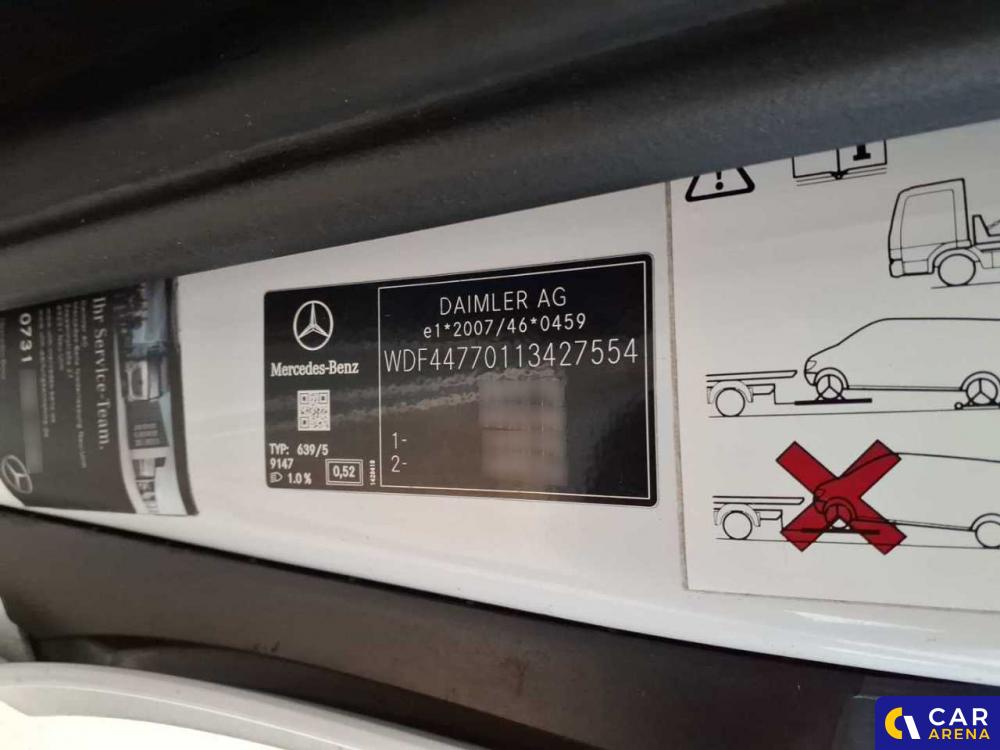 0731
Ihr Service-Team.
Mercedes-Benz
TYP: 639/5
9147
1.0 %
0,52
1428418
DAIMLER AG
e1*2007/46*0459
WDF44770113427554
1-
2-
!
i
CAR
ARENA